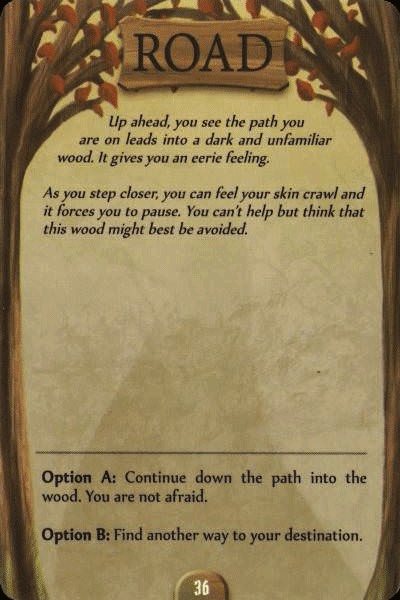 ROAD
Up ahead, you see the path you
are on leads into a dark and unfamiliar
wood. It gives you an eerie feeling.
As you step closer, you can feel your skin crawl and
it forces you to pause. You can't help but think that
this wood might best be avoided.
Option A: Continue down the path into the
wood. You are not afraid.
Option B: Find another way to your destination.
36